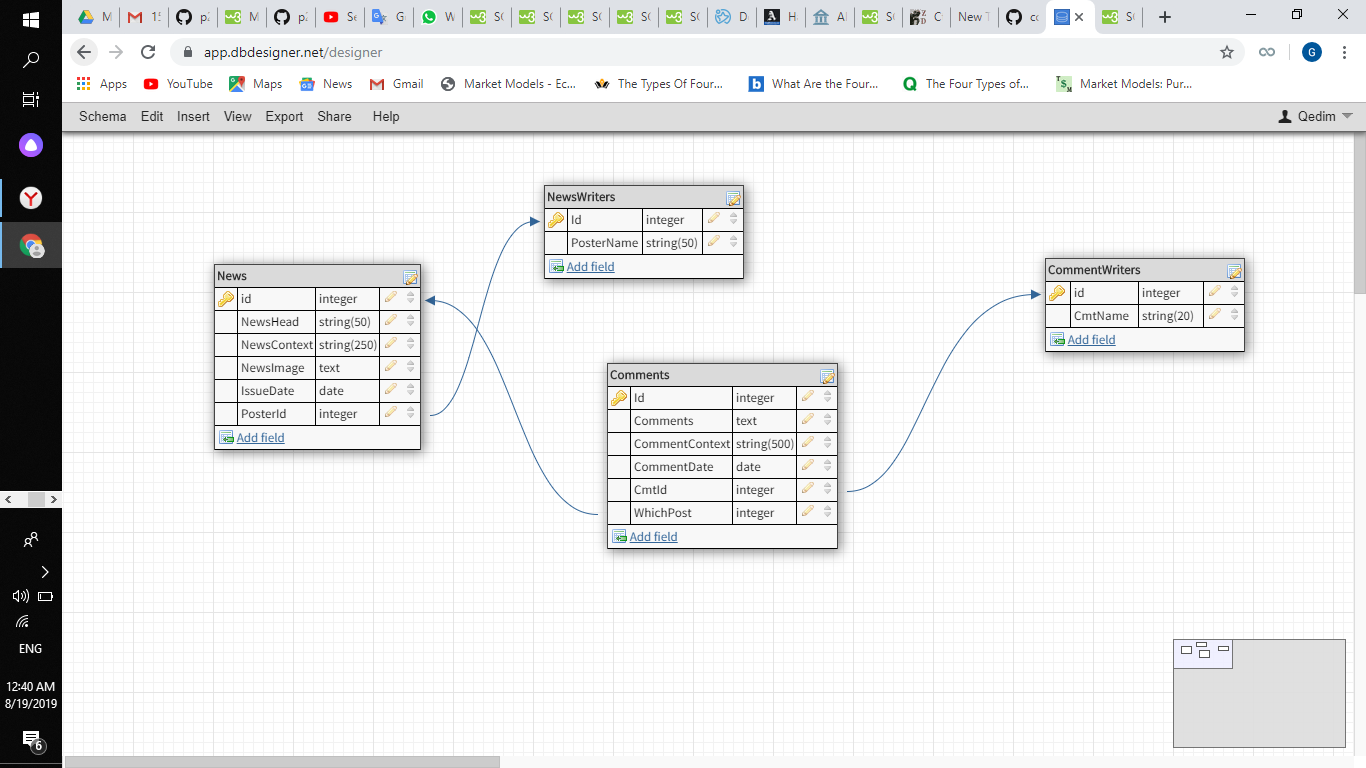 M 15 p2 M p2 Se G W SC SC SC SC SC D H Al SC C New T co SC
app.dbdesigner.net/designer
G
Apps YouTube Maps News Gmail Market Models - Ec... The Types Of Four... What Are the Four... The Four Types of... Market Models: Pur...
Schema Edit Insert View Export Share Help Qedim
NewsWriters
Id integer
PosterName string(50)
Add field
News
id integer
NewsHead string(50)
NewsContext string(250)
NewsImage text
IssueDate date
PosterId integer
Add field
CommentWriters
id integer
CmtName string(20)
Add field
Comments
Id integer
Comments text
CommentContext string(500)
CommentDate date
CmtId integer
WhichPost integer
Add field
ENG
12:40 AM
8/19/2019
6